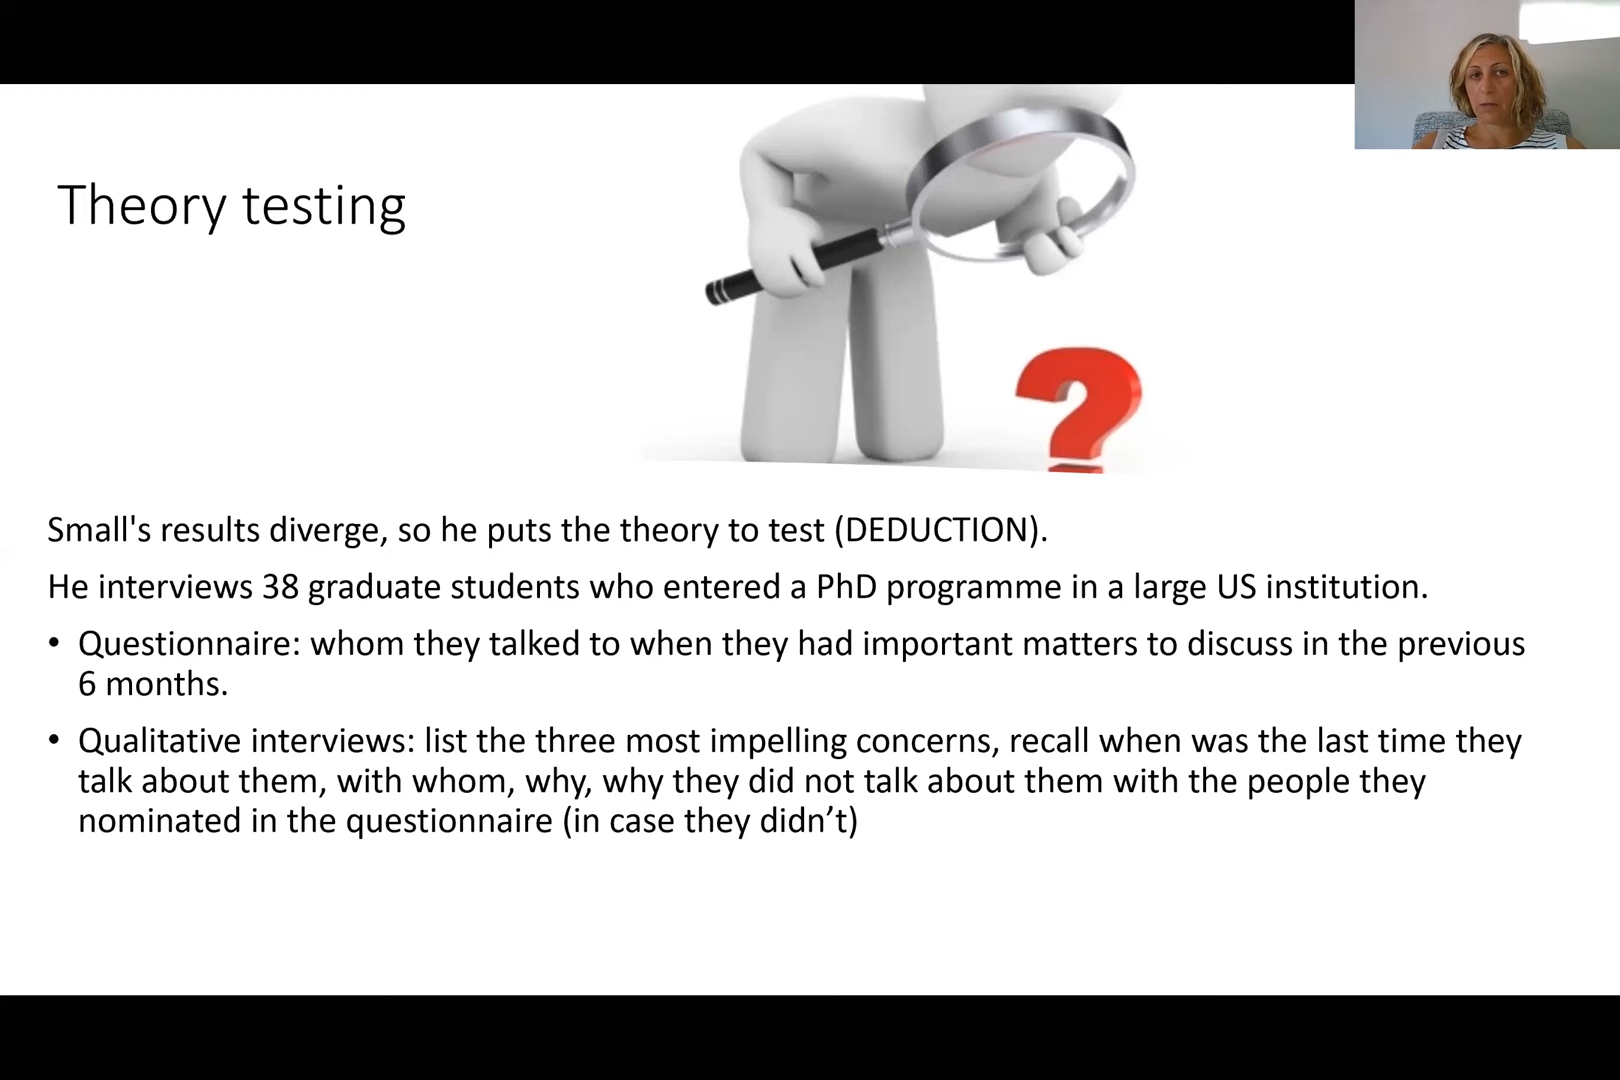 Theory testing
Small's results diverge, so he puts the theory to test (DEDUCTION).
He interviews 38 graduate students who entered a PhD programme in a large US institution.
• Questionnaire: whom they talked to when they had important matters to discuss in the previous
6 months.
• Qualitative interviews: list the three most impelling concerns, recall when was the last time they
talk about them, with whom, why, why they did not talk about them with the people they
nominated in the questionnaire (in case they didn’t)